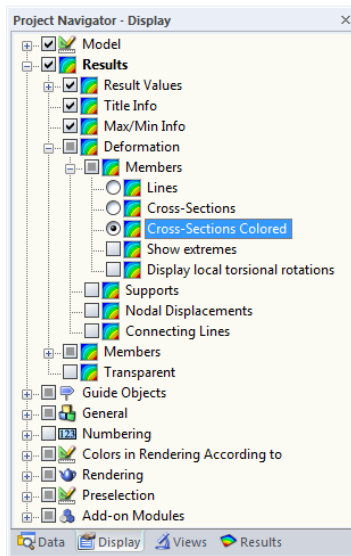 Project Navigator - Display
Model
Results
Result Values
Title Info
Max/Min Info
Deformation
Members
Lines
Cross-Sections
Cross-Sections Colored
Show extremes
Display local torsional rotations
Supports
Nodal Displacements
Connecting Lines
Members
Transparent
Guide Objects
General
123 Numbering
Colors in Rendering According to
Rendering
Preselection
Add-on Modules
Data Display Views Results